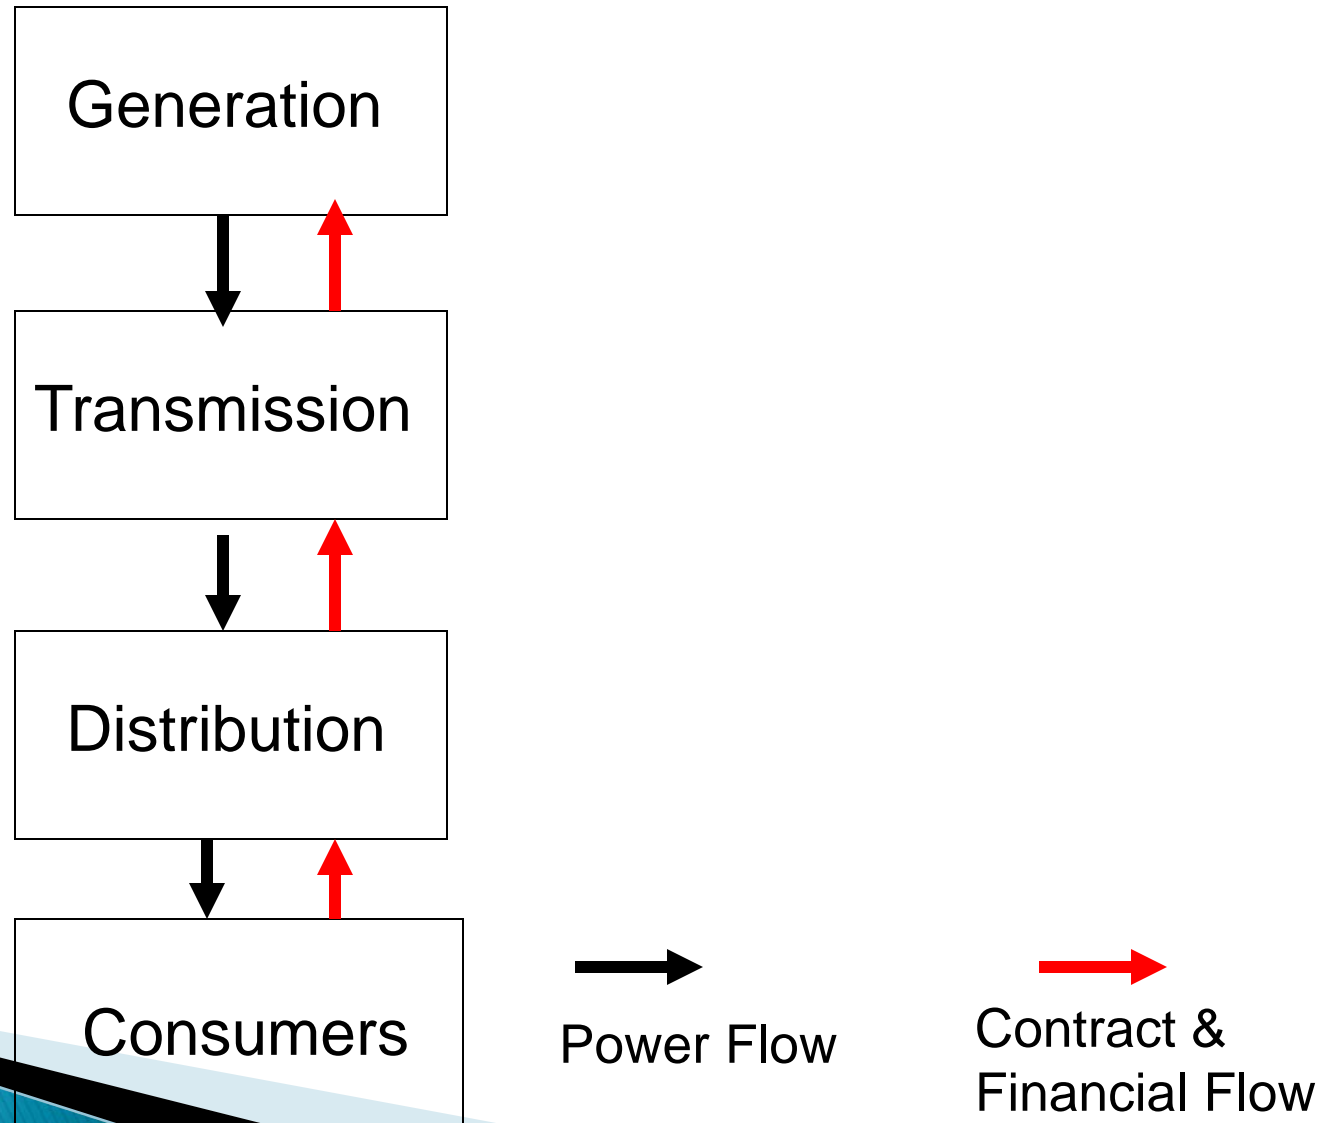 Generation
Transmission
Distribution
Consumers
Power Flow
Contract &
Financial Flow